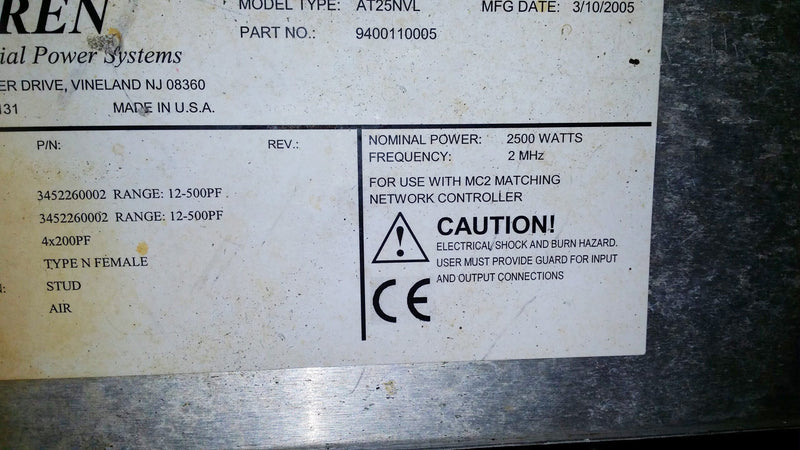 REN
MODEL TYPE: AT25NVL MFG DATE: 3/10/2005
PART NO.: 9400110005
ial Power Systems
ER DRIVE, VINELAND NJ 08360
131 MADE IN U.S.A.
P/N: REV.:
3452260002 RANGE: 12-500PF
3452260002 RANGE: 12-500PF
4x200PF
TYPE N FEMALE
N: STUD
AIR
NOMINAL POWER: 2500 WATTS
FREQUENCY: 2 MHz
FOR USE WITH MC2 MATCHING
NETWORK CONTROLLER
CAUTION!
ELECTRICAL SHOCK AND BURN HAZARD.
USER MUST PROVIDE GUARD FOR INPUT
AND OUTPUT CONNECTIONS
CE